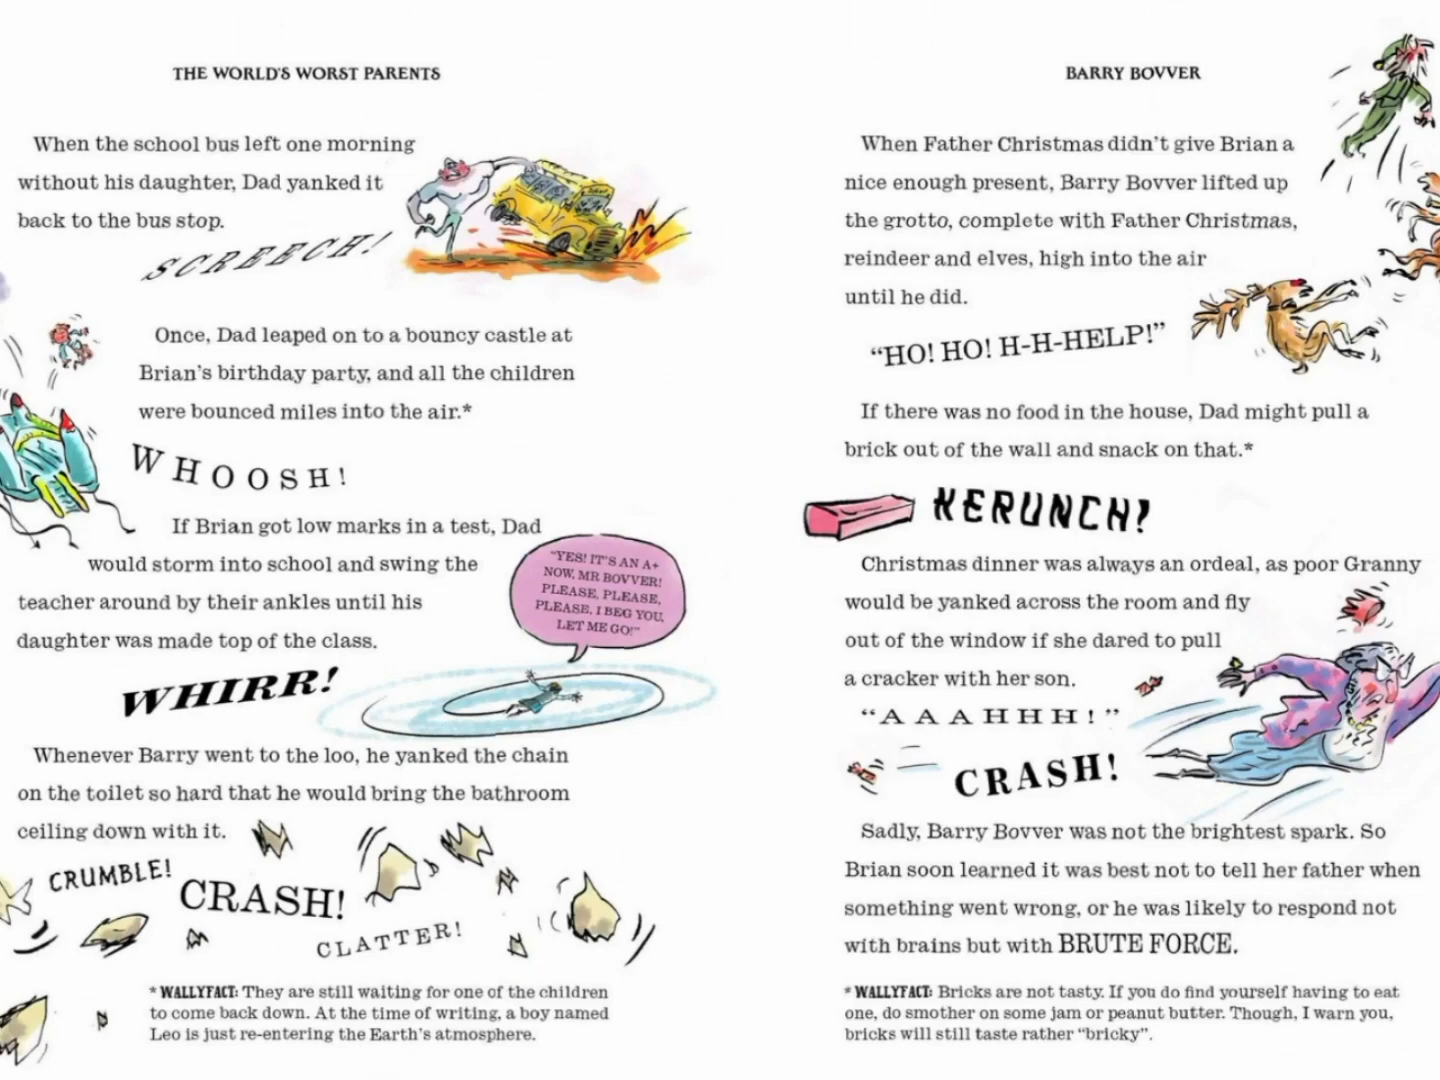 THE WORLD'S WORST PARENTS
When the school bus left one morning
without his daughter, Dad yanked it
back to the bus stop.
SCREECH!
Once, Dad leaped on to a bouncy castle at
Brian's birthday party, and all the children
were bounced miles into the air.*
WHOOSH!
If Brian got low marks in a test, Dad
would storm into school and swing the
teacher around by their ankles until his
daughter was made top of the class.
"YES! IT'S AN A+
NOW, MR BOVVER!
PLEASE, PLEASE,
PLEASE, I BEG YOU,
LET ME GO!"
WHIRR!
Whenever Barry went to the loo, he yanked the chain
on the toilet so hard that he would bring the bathroom
ceiling down with it.
CRUMBLE!
CRASH!
CLATTER!
* WALLYFACT: They are still waiting for one of the children
to come back down. At the time of writing, a boy named
Leo is just re-entering the Earth's atmosphere.
BARRY BOVVER
When Father Christmas didn't give Brian a
nice enough present, Barry Bovver lifted up
the grotto, complete with Father Christmas,
reindeer and elves, high into the air
until he did.
"HO! HO! H-H-HELP!"
If there was no food in the house, Dad might pull a
brick out of the wall and snack on that.*
KERUNCH!
Christmas dinner was always an ordeal, as poor Granny
would be yanked across the room and fly
out of the window if she dared to pull
a cracker with her son.
"AAAHHH!"
CRASH!
Sadly, Barry Bovver was not the brightest spark. So
Brian soon learned it was best not to tell her father when
something went wrong, or he was likely to respond not
with brains but with BRUTE FORCE.
* WALLYFACT: Bricks are not tasty. If you do find yourself having to eat
one, do smother on some jam or peanut butter. Though, I warn you,
bricks will still taste rather "bricky".